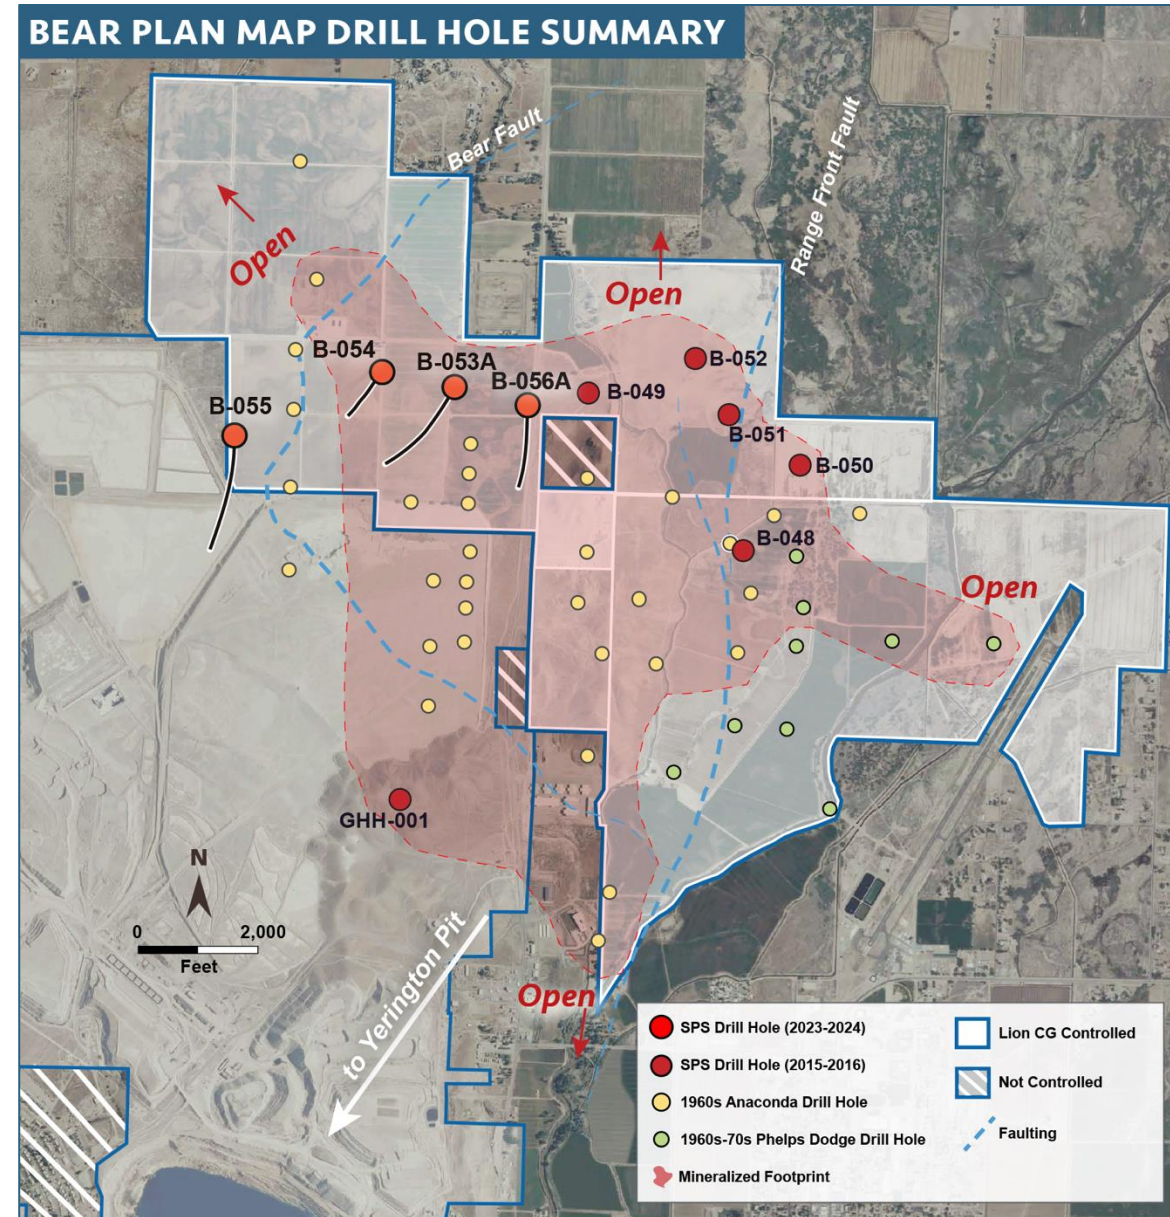 BEAR PLAN MAP DRILL HOLE SUMMARY
Bear Fault
Range Front Fault
Open
Open
B-054
B-053A
B-056A
B-052
B-049
B-055
B-051
B-050
B-048
Open
GHH-001
N
0 2,000
Feet
to Yerington Pit
Open
SPS Drill Hole (2023-2024)
SPS Drill Hole (2015-2016)
1960s Anaconda Drill Hole
1960s-70s Phelps Dodge Drill Hole
Mineralized Footprint
Lion CG Controlled
Not Controlled
Faulting